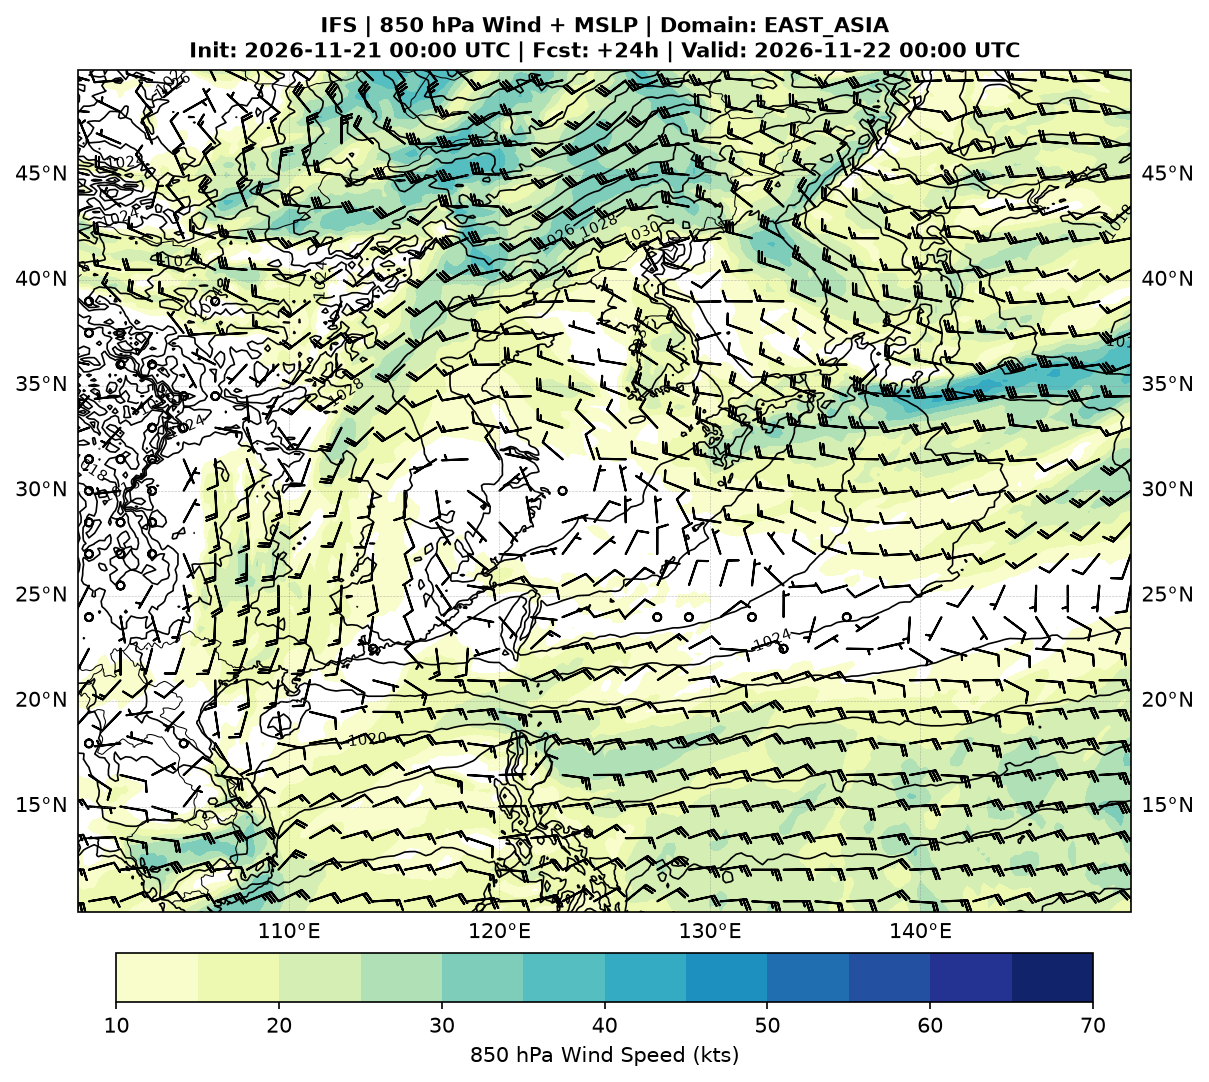 IFS | 850 hPa Wind + MSLP | Domain: EAST_ASIA
Init: 2026-11-21 00:00 UTC | Fcst: +24h | Valid: 2026-11-22 00:00 UTC
45°N
45°N
1024
1026 1028 1030
40°N
40°N
35°N
35°N
1028
30°N
30°N
25°N
25°N
1024
20°N
20°N
1020
15°N
15°N
110°E 120°E 130°E 140°E
10 20 30 40 50 60 70
850 hPa Wind Speed (kts)